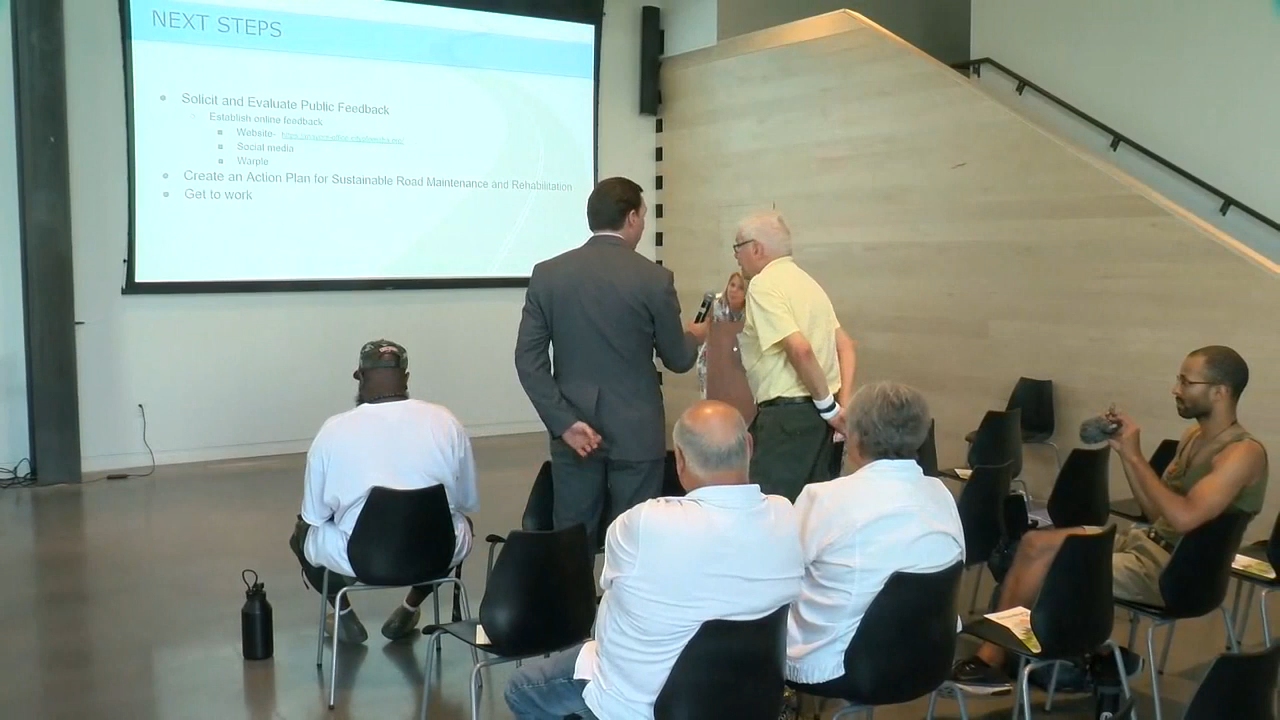 NEXT STEPS
Solicit and Evaluate Public Feedback
Establish online feedback
Website-
Social media
Warple
Create an Action Plan for Sustainable Road Maintenance and Rehabilitation
Get to work